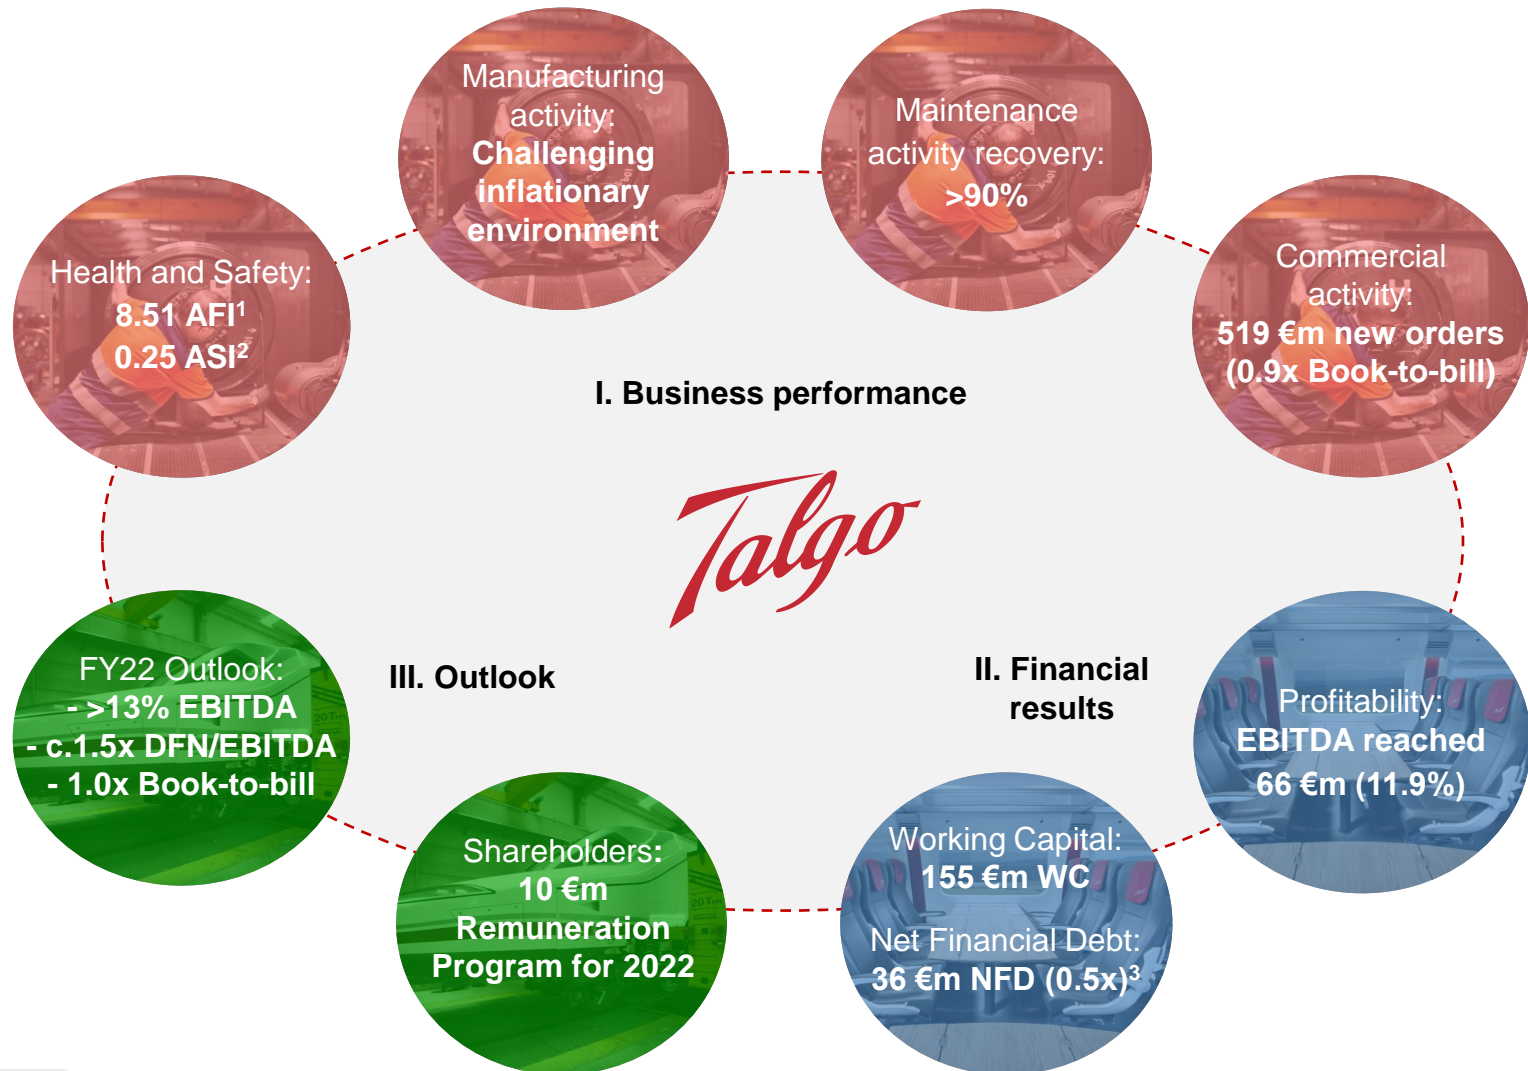 Manufacturing
activity:
Challenging
inflationary
environment
Maintenance
activity recovery:
>90%
Health and Safety:
8.51 AFI¹
0.25 ASI²
Commercial
activity:
519 €m new orders
(0.9x Book-to-bill)
I. Business performance
Talgo
III. Outlook
II. Financial
results
FY22 Outlook:
- >13% EBITDA
- c.1.5x DFN/EBITDA
- 1.0x Book-to-bill
Profitability:
EBITDA reached
66 €m (11.9%)
Shareholders:
10 €m
Remuneration
Program for 2022
Working Capital:
155 €m WC
Net Financial Debt:
36 €m NFD (0.5x)³